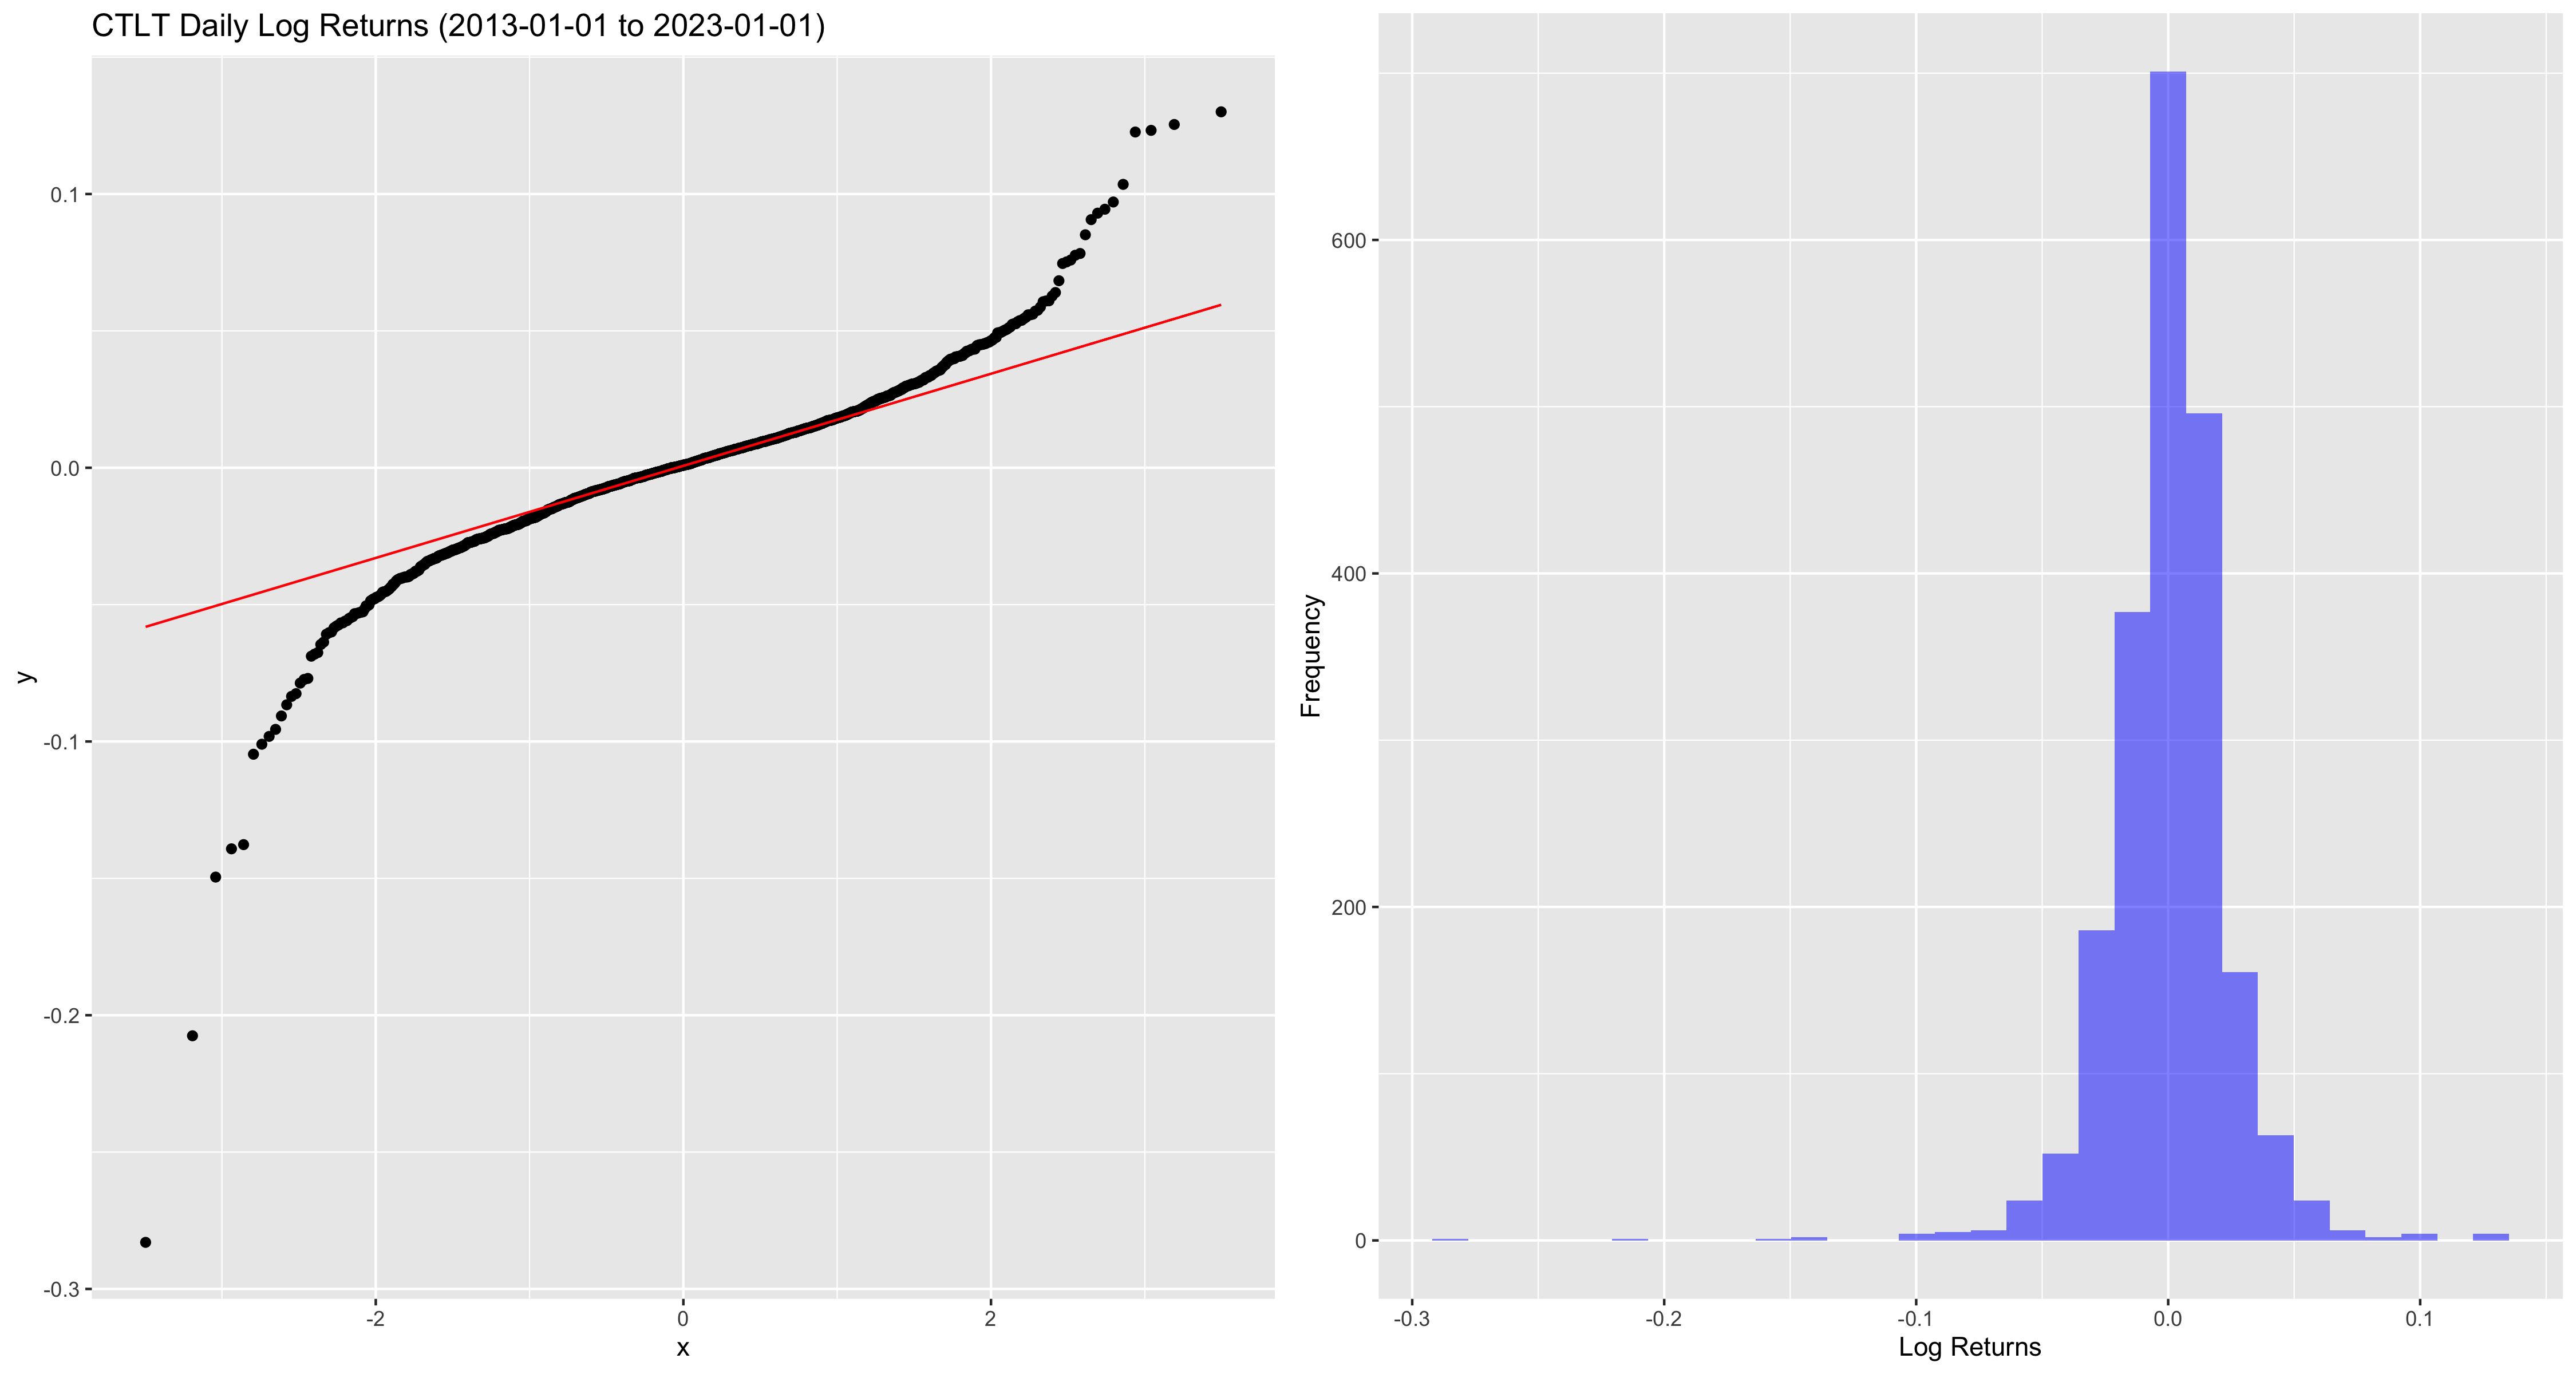 CTLT Daily Log Returns (2013-01-01 to 2023-01-01)
y
0.1
0.0
-0.1
-0.2
-0.3
-2 0 2
x
Frequency
600
400
200
0
-0.3 -0.2 -0.1 0.0 0.1
Log Returns